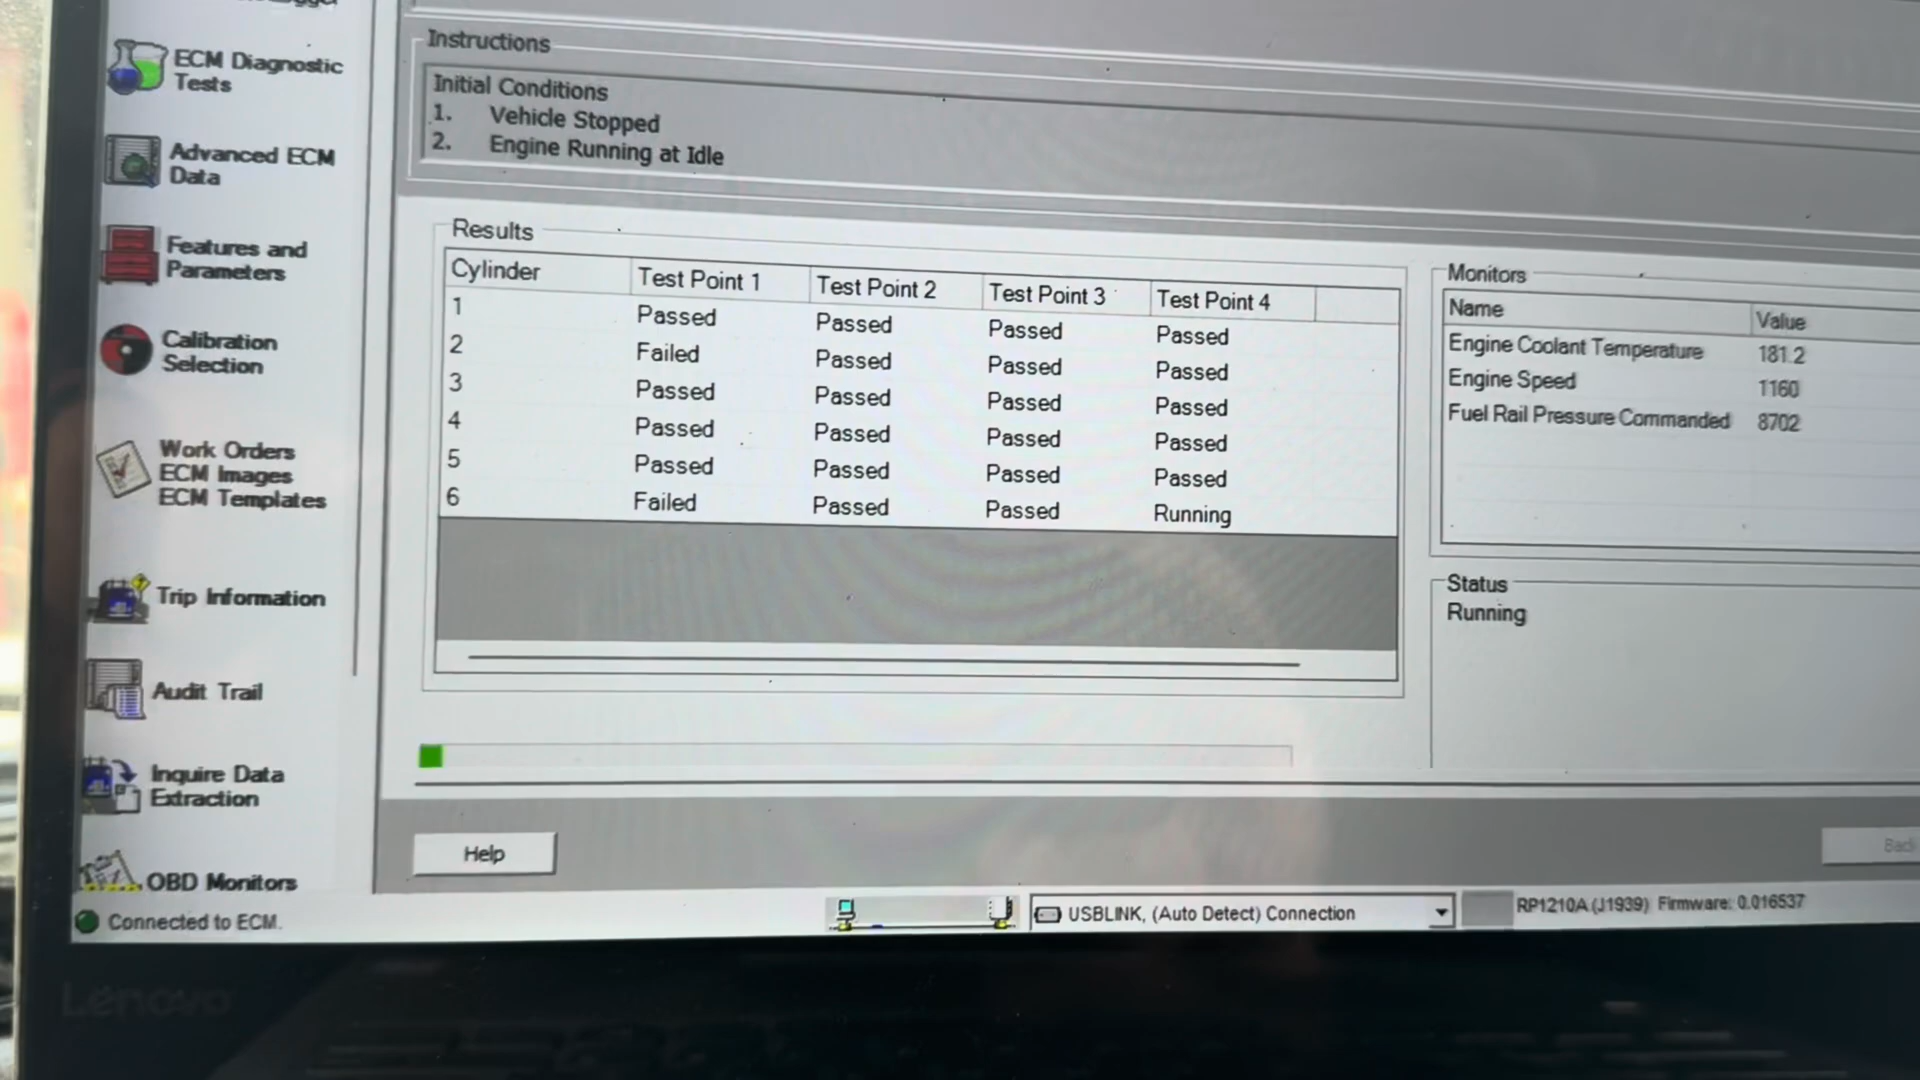 ECM Diagnostic
Tests
Advanced ECM
Data
Features and
Parameters
Calibration
Selection
Work Orders
ECM Images
ECM Templates
Trip Information
Audit Trail
Inquire Data
Extraction
OBD Monitors
Connected to ECM.
Instructions
Initial Conditions
1. Vehicle Stopped
2. Engine Running at Idle
Results
Cylinder Test Point 1 Test Point 2 Test Point 3 Test Point 4
1 Passed Passed Passed Passed
2 Failed Passed Passed Passed
3 Passed Passed Passed Passed
4 Passed Passed Passed Passed
5 Passed Passed Passed Passed
6 Failed Passed Passed Running
Monitors
Name Value
Engine Coolant Temperature 181.2
Engine Speed 1160
Fuel Rail Pressure Commanded 8702
Status
Running
Help
USBLINK, (Auto Detect) Connection
RP1210A (J1939) Firmware: 0.016537
Lenovo